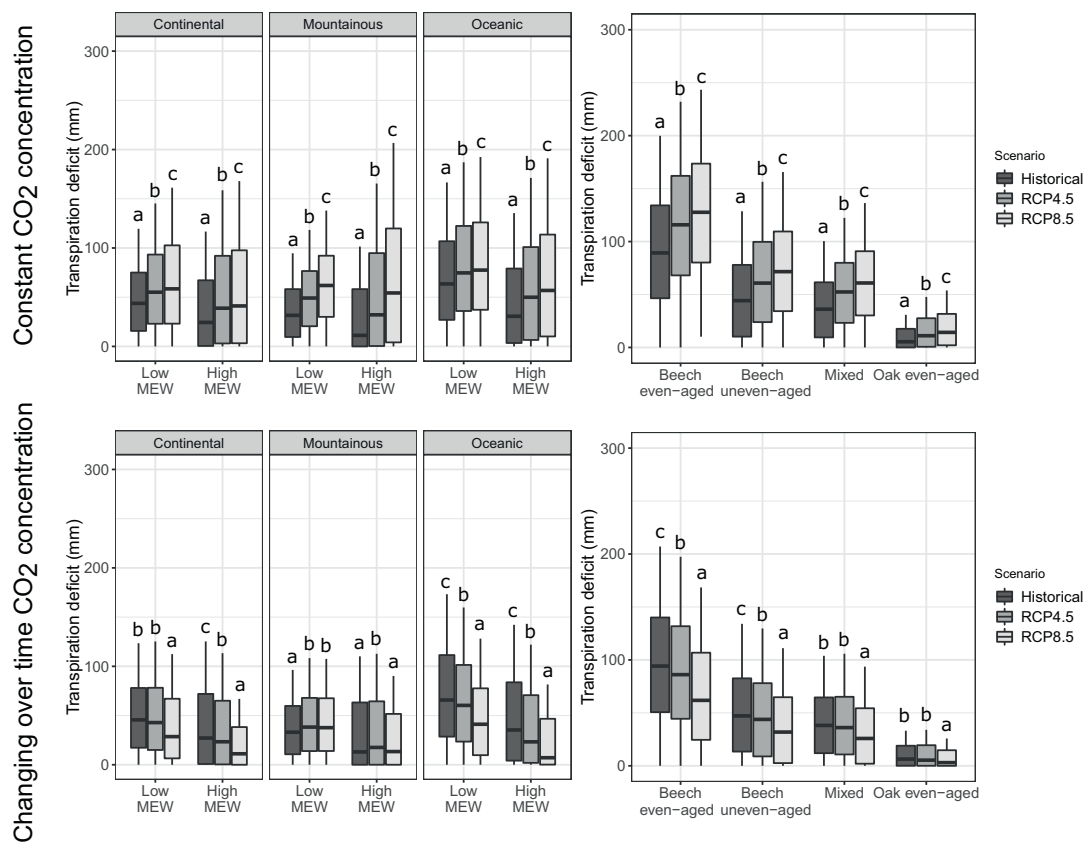 Constant CO2 concentration
Continental Mountainous Oceanic
Transpiration deficit (mm)
300
200
100
0
a b c a b c
a b c a b c
a b c a b c
Low MEW High MEW Low MEW High MEW Low MEW High MEW
Transpiration deficit (mm)
300
200
100
0
a b c a b c a b c a b c
Beech even−aged Beech uneven−aged Mixed Oak even−aged
Scenario
Historical
RCP4.5
RCP8.5
Changing over time CO2 concentration
Continental Mountainous Oceanic
Transpiration deficit (mm)
300
200
100
0
b b a c b a
a b b a b a
c b a c b a
Low MEW High MEW Low MEW High MEW Low MEW High MEW
Transpiration deficit (mm)
300
200
100
0
c b a c b a b b a b b a
Beech even−aged Beech uneven−aged Mixed Oak even−aged
Scenario
Historical
RCP4.5
RCP8.5